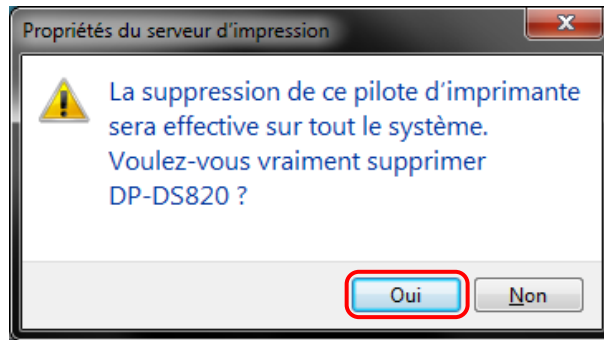 Propriétés du serveur d'impression
La suppression de ce pilote d'imprimante
sera effective sur tout le système.
Voulez-vous vraiment supprimer
DP-DS820 ?
Oui
Non